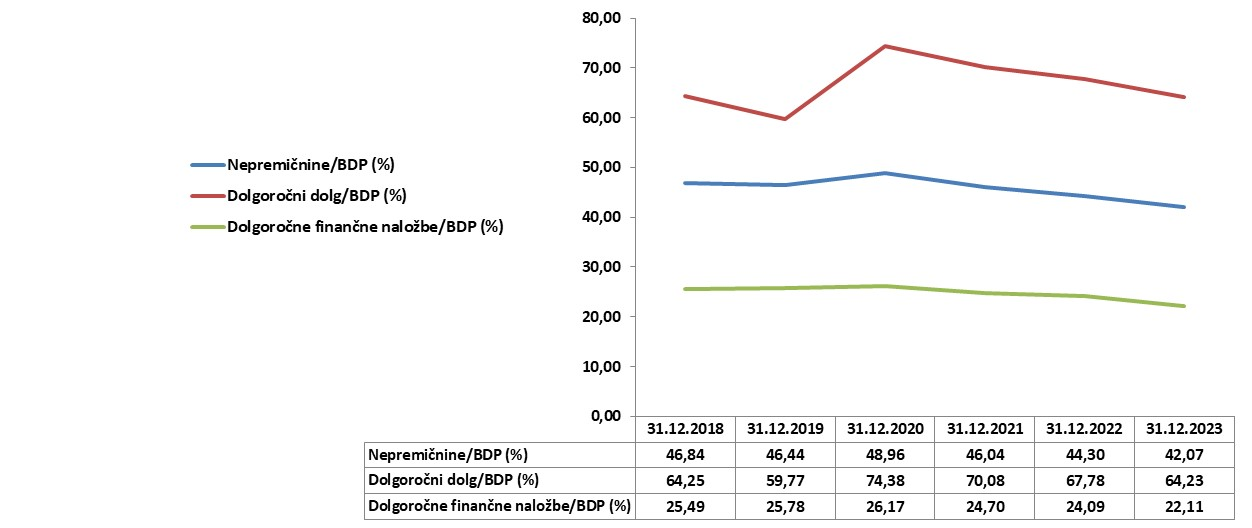 80,00
70,00
60,00
50,00
40,00
30,00
20,00
10,00
0,00
Nepremičnine/BDP (%)
Dolgoročni dolg/BDP (%)
Dolgoročne finančne naložbe/BDP (%)
31.12.2018 31.12.2019 31.12.2020 31.12.2021 31.12.2022 31.12.2023
Nepremičnine/BDP (%) 46,84 46,44 48,96 46,04 44,30 42,07
Dolgoročni dolg/BDP (%) 64,25 59,77 74,38 70,08 67,78 64,23
Dolgoročne finančne naložbe/BDP (%) 25,49 25,78 26,17 24,70 24,09 22,11